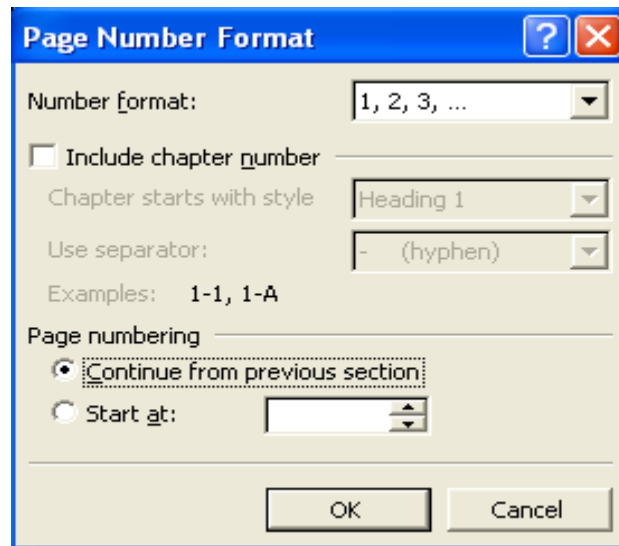 Page Number Format
Number format: 1, 2, 3, ...
Include chapter number
Chapter starts with style Heading 1
Use separator: - (hyphen)
Examples: 1-1, 1-A
Page numbering
Continue from previous section
Start at:
OK Cancel